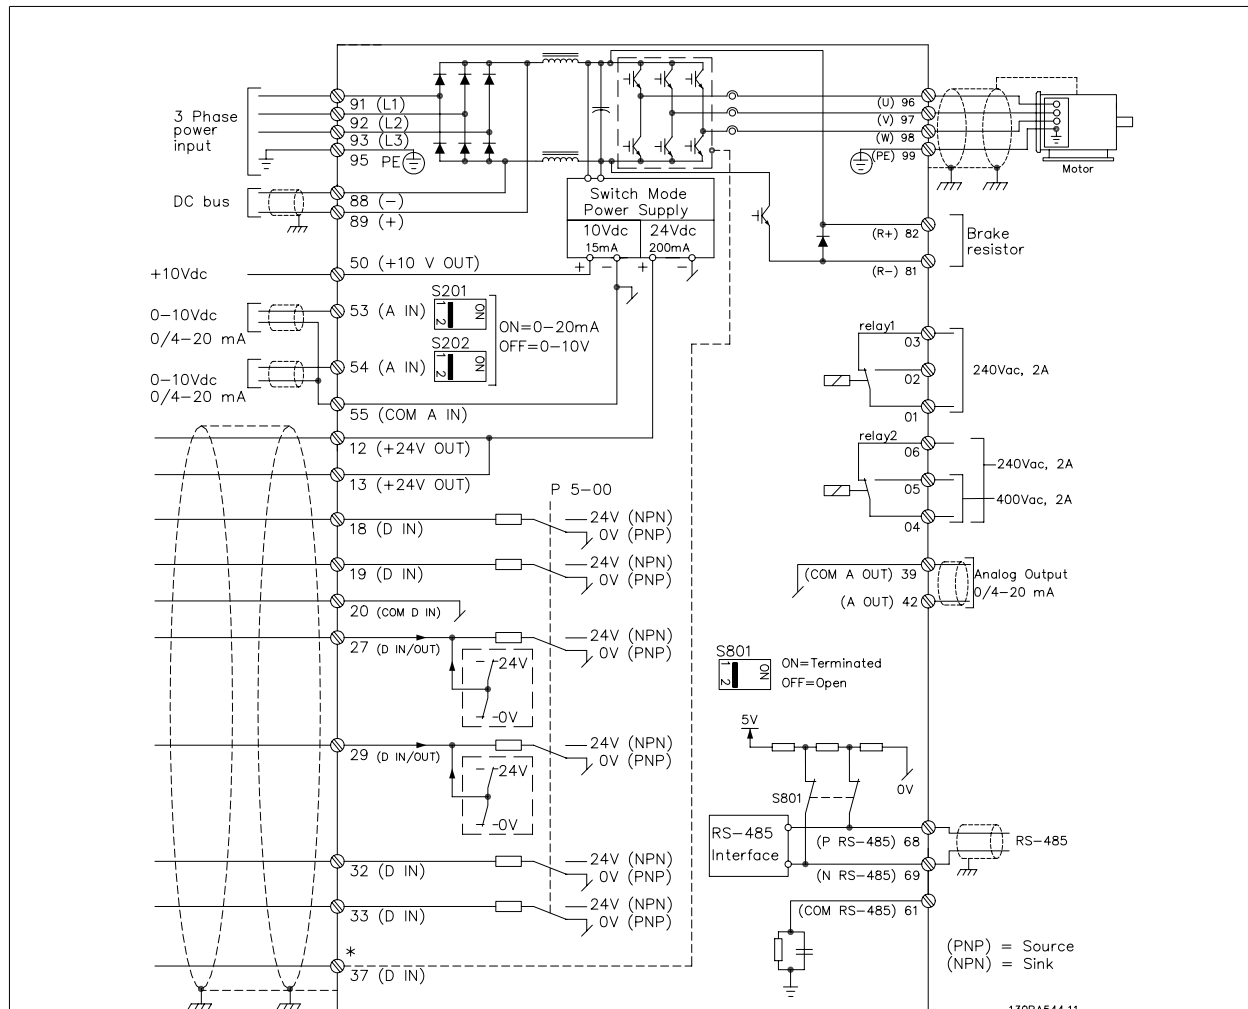 3 Phase
power
input
91 (L1)
92 (L2)
93 (L3)
95 PE
DC bus
88 (−)
89 (+)
Switch Mode
Power Supply
10Vdc
15mA
24Vdc
200mA
+ − + −
(U) 96
(V) 97
(W) 98
(PE) 99
Motor
(R+) 82
(R−) 81
Brake
resistor
+10Vdc
50 (+10 V OUT)
0−10Vdc
0/4−20 mA
53 (A IN)
S201
1 2
ON
ON=0−20mA
OFF=0−10V
S202
1 2
ON
0−10Vdc
0/4−20 mA
54 (A IN)
55 (COM A IN)
12 (+24V OUT)
13 (+24V OUT)
relay1
03
02
01
240Vac, 2A
relay2
06
05
04
240Vac, 2A
400Vac, 2A
P 5-00
18 (D IN)
24V (NPN)
0V (PNP)
19 (D IN)
24V (NPN)
0V (PNP)
20 (COM D IN)
27 (D IN/OUT)
24V (NPN)
0V (PNP)
24V
0V
29 (D IN/OUT)
24V (NPN)
0V (PNP)
24V
0V
32 (D IN)
24V (NPN)
0V (PNP)
33 (D IN)
24V (NPN)
0V (PNP)
*
37 (D IN)
(COM A OUT) 39
(A OUT) 42
Analog Output
0/4−20 mA
S801
1 2
ON
ON=Terminated
OFF=Open
5V
S801
0V
RS−485
Interface
(P RS−485) 68
(N RS−485) 69
(COM RS−485) 61
RS−485
(PNP) = Source
(NPN) = Sink